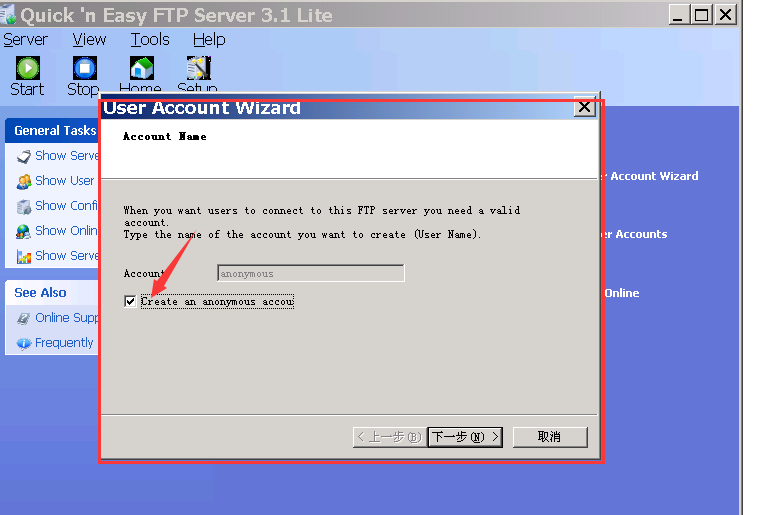 Quick 'n Easy FTP Server 3.1 Lite
Server View Tools Help
Start Stop Home Setup
User Account Wizard
General Tasks
Account Name
Show Serve
Account Wizard
Show User
When you want users to connect to this FTP server you need a valid
account.
Show Confi
Type the name of the account you want to create (User Name).
Show Onlin
er Accounts
Show Serve
Account
anonymous
See Also
Online
Create an anonymous accou
Online Supp
Frequently
< 上一步(B) 下一步(N) > 取消